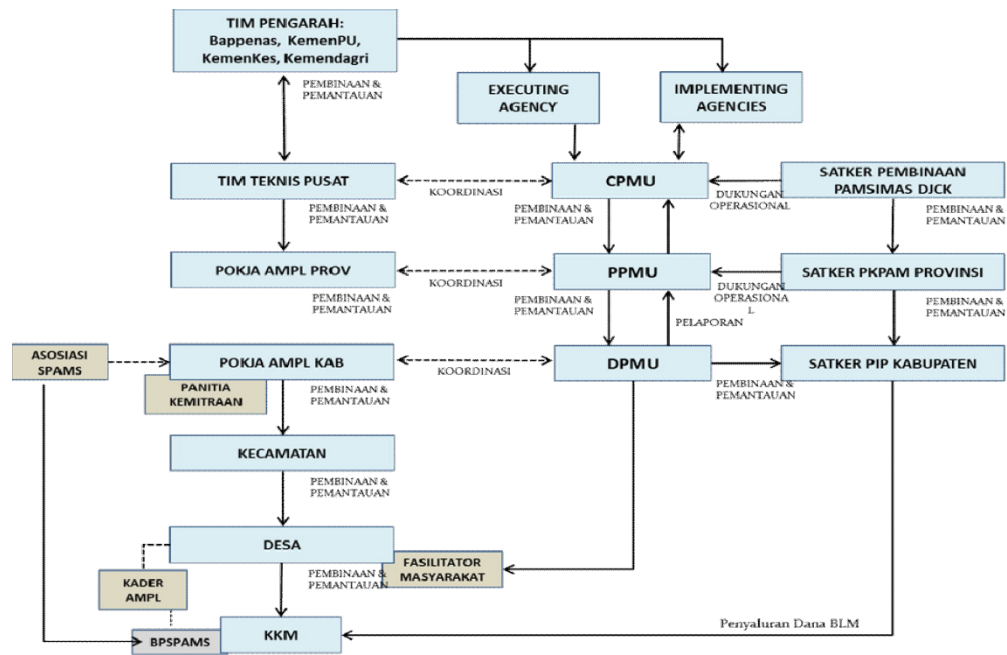 TIM PENGARAH:
Bappenas, KemenPU,
KemenKes, Kemendagri
PEMBINAAN &
PEMANTAUAN
EXECUTING
AGENCY
IMPLEMENTING
AGENCIES
TIM TEKNIS PUSAT
KOORDINASI
CPMU
DUKUNGAN
OPERASIONAL
SATKER PEMBINAAN
PAMSIMAS DJCK
PEMBINAAN &
PEMANTAUAN
PEMBINAAN &
PEMANTAUAN
PEMBINAAN &
PEMANTAUAN
POKJA AMPL PROV
KOORDINASI
PPMU
DUKUNGAN
OPERASIONA
L
SATKER PKPAM PROVINSI
PEMBINAAN &
PEMANTAUAN
PEMBINAAN &
PEMANTAUAN
PELAPORAN
PEMBINAAN &
PEMANTAUAN
ASOSIASI
SPAMS
POKJA AMPL KAB
KOORDINASI
DPMU
SATKER PIP KABUPATEN
PANITIA
KEMITRAAN
PEMBINAAN &
PEMANTAUAN
PEMBINAAN &
PEMANTAUAN
KECAMATAN
PEMBINAAN &
PEMANTAUAN
DESA
FASILITATOR
MASYARAKAT
PEMBINAAN &
PEMANTAUAN
KADER
AMPL
BPSPAMS
KKM
Penyaluran Dana BLM